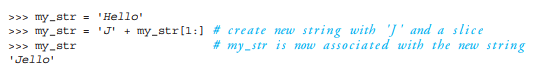 >>> my_str = 'Hello'
>>> my_str = 'J' + my_str[1:] # create new string with 'J' and a slice
>>> my_str # my_str is now associated with the new string
'Jello'